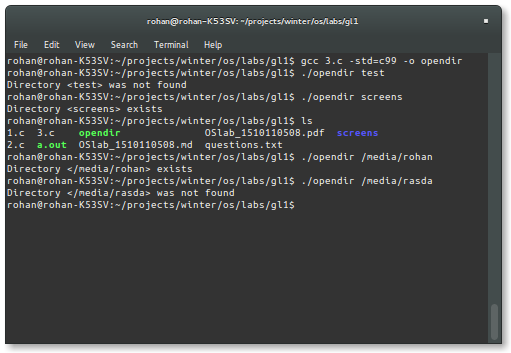 rohan@rohan-K53SV: ~/projects/winter/os/labs/gl1
File Edit View Search Terminal Help
rohan@rohan-K53SV:~/projects/winter/os/labs/gl1$ gcc 3.c -std=c99 -o opendir
rohan@rohan-K53SV:~/projects/winter/os/labs/gl1$ ./opendir test
Directory <test> was not found
rohan@rohan-K53SV:~/projects/winter/os/labs/gl1$ ./opendir screens
Directory <screens> exists
rohan@rohan-K53SV:~/projects/winter/os/labs/gl1$ ls
1.c 3.c opendir OSlab_1510110508.pdf screens
2.c a.out OSlab_1510110508.md questions.txt
rohan@rohan-K53SV:~/projects/winter/os/labs/gl1$ ./opendir /media/rohan
Directory </media/rohan> exists
rohan@rohan-K53SV:~/projects/winter/os/labs/gl1$ ./opendir /media/rasda
Directory </media/rasda> was not found
rohan@rohan-K53SV:~/projects/winter/os/labs/gl1$